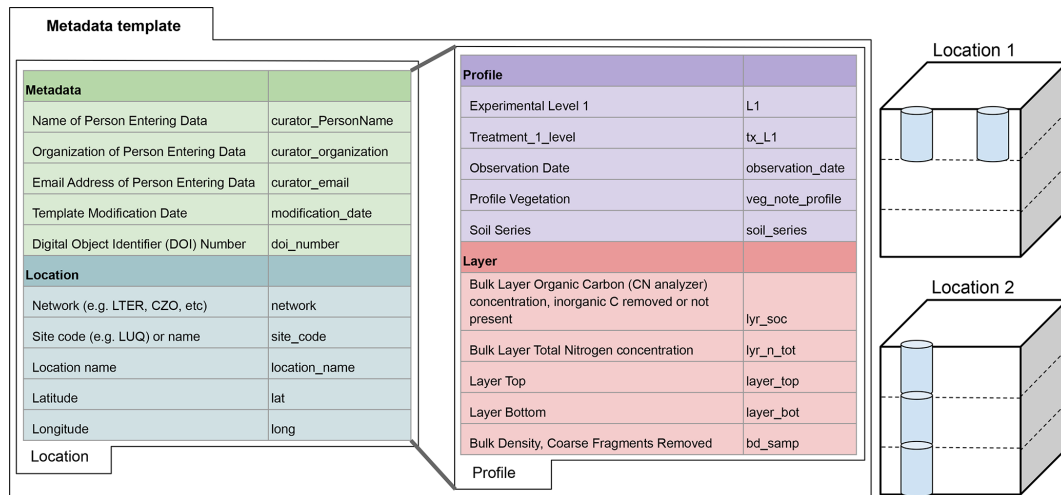 Metadata template
Metadata
Name of Person Entering Data curator_PersonName
Organization of Person Entering Data curator_organization
Email Address of Person Entering Data curator_email
Template Modification Date modification_date
Digital Object Identifier (DOI) Number doi_number
Location
Network (e.g. LTER, CZO, etc) network
Site code (e.g. LUQ) or name site_code
Location name location_name
Latitude lat
Longitude long
Location
Profile
Experimental Level 1 L1
Treatment_1_level tx_L1
Observation Date observation_date
Profile Vegetation veg_note_profile
Soil Series soil_series
Layer
Bulk Layer Organic Carbon (CN analyzer)
concentration, inorganic C removed or not
present lyr_soc
Bulk Layer Total Nitrogen concentration lyr_n_tot
Layer Top layer_top
Layer Bottom layer_bot
Bulk Density, Coarse Fragments Removed bd_samp
Profile
Location 1
Location 2